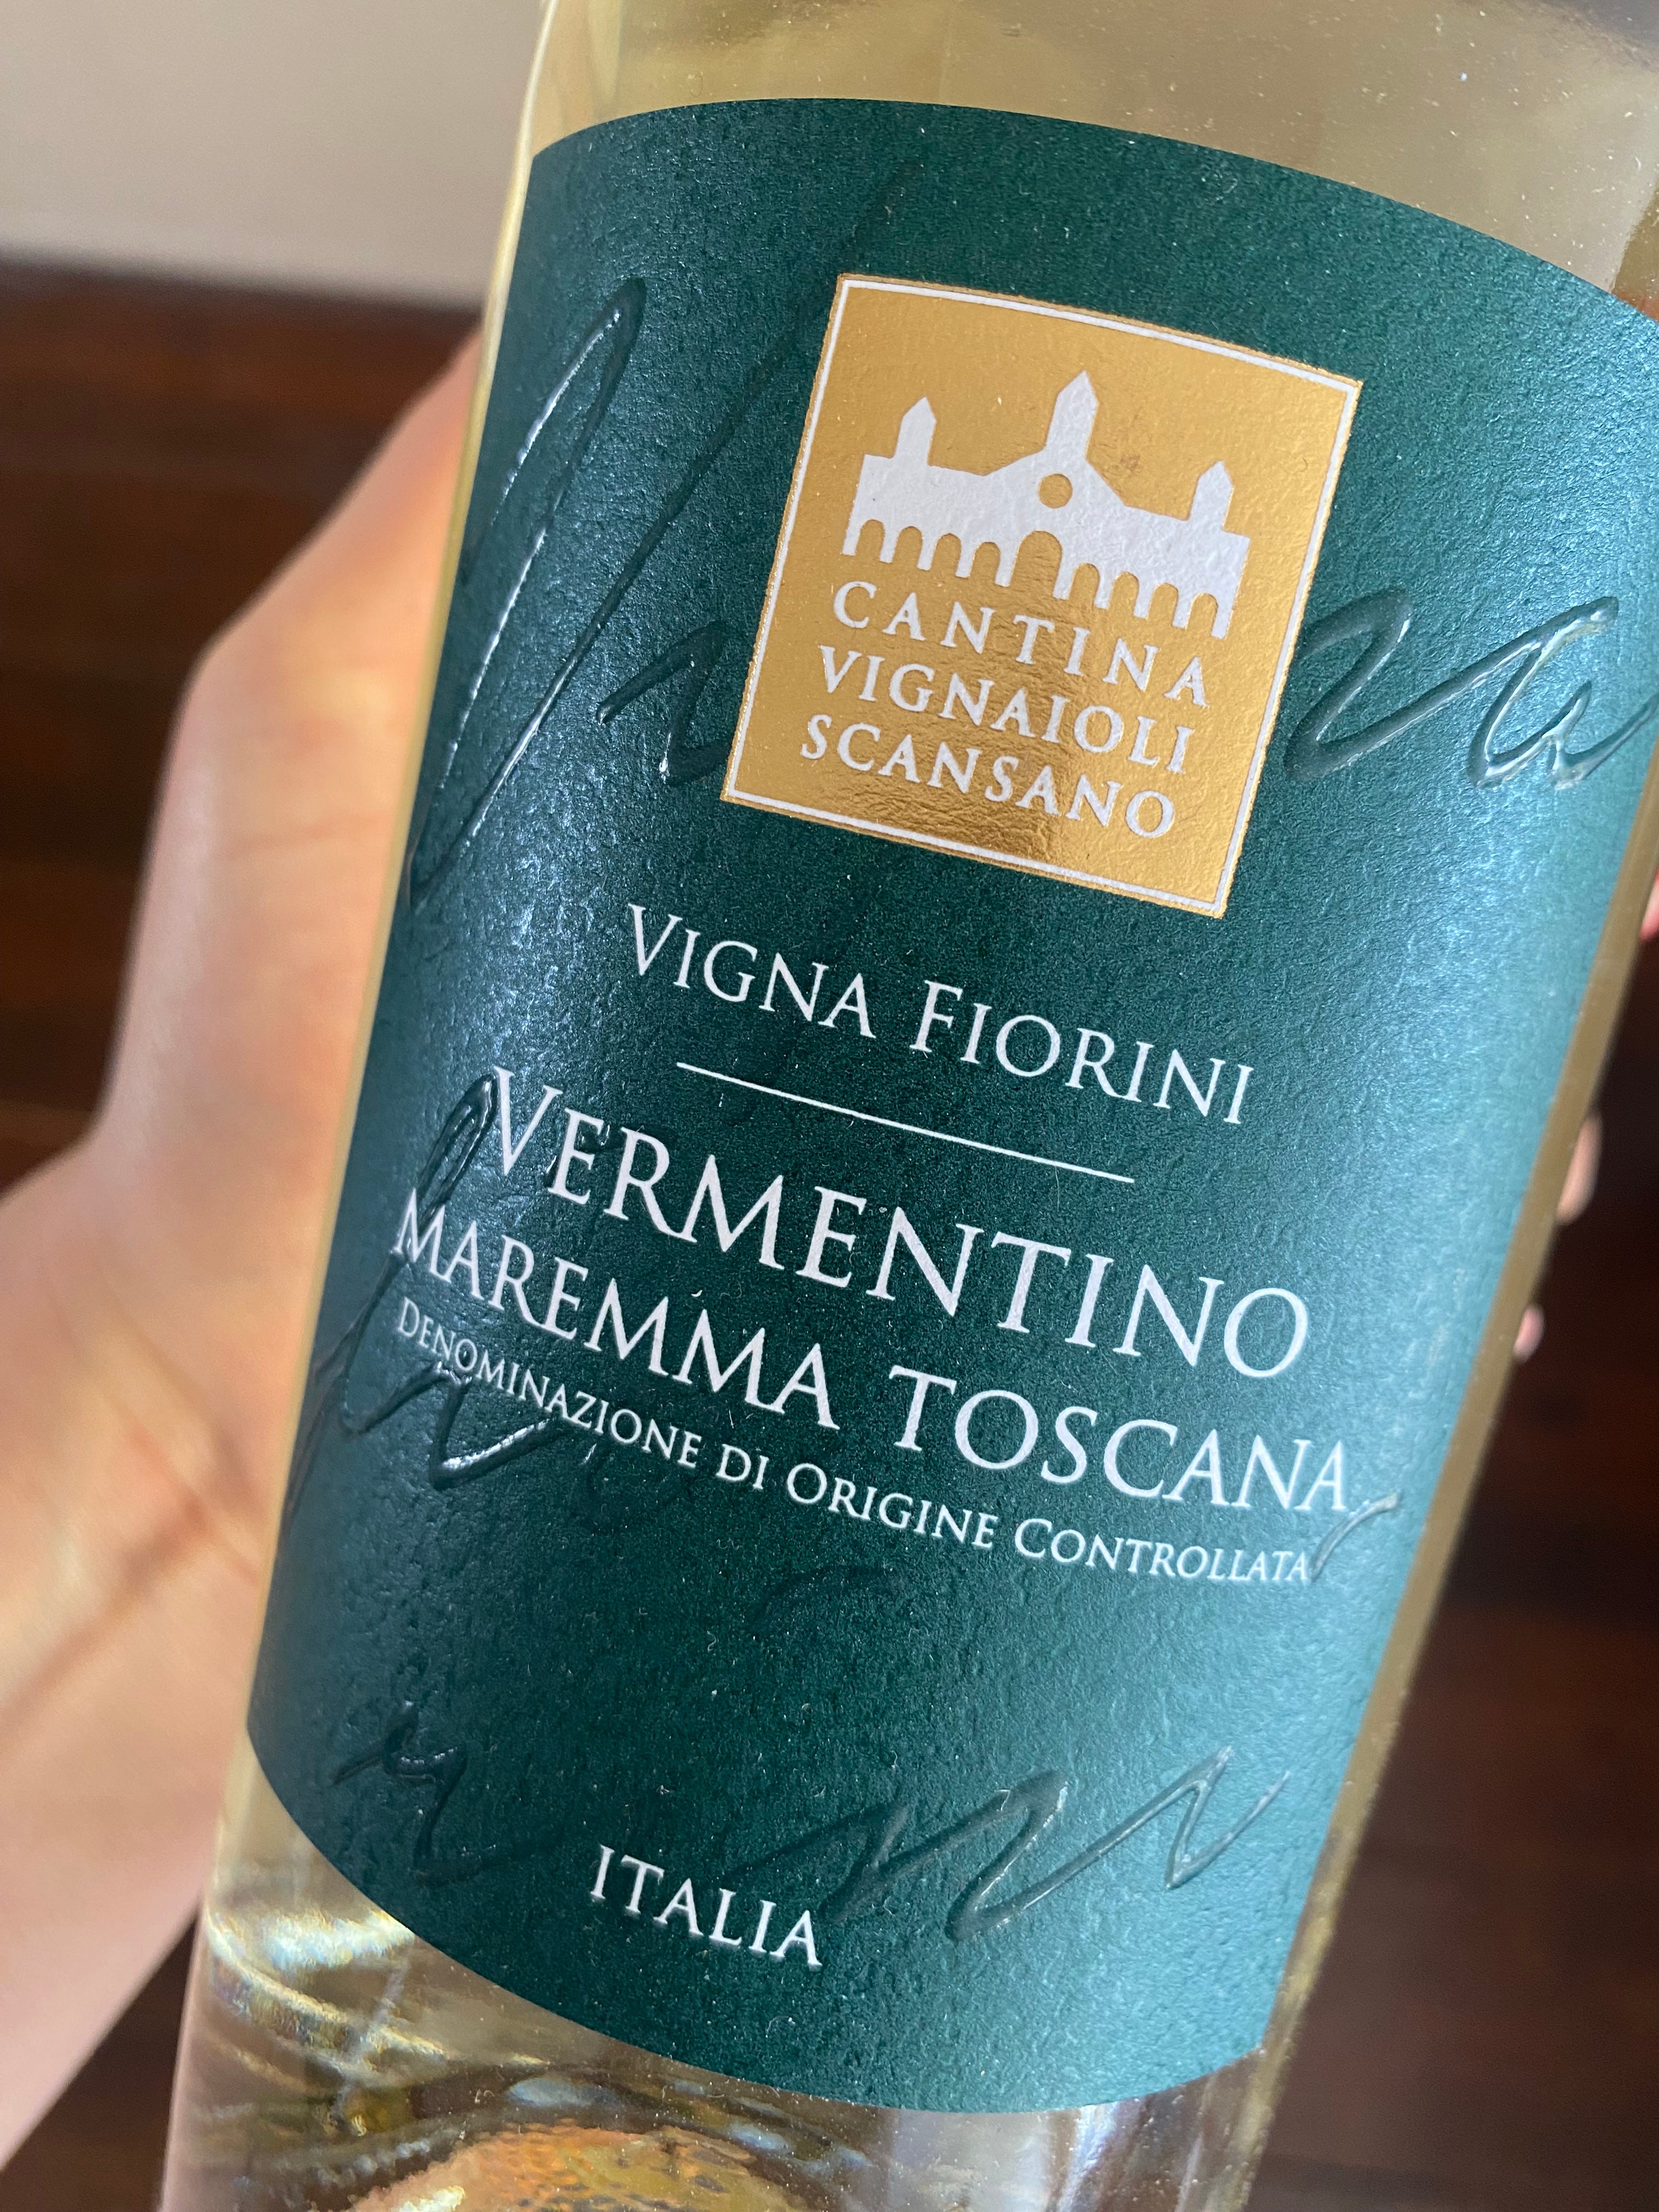 CANTINA
VIGNAIOLI
SCANSANO
VIGNA FIORINI
VERMENTINO
MAREMMA TOSCANA
DENOMINAZIONE DI ORIGINE CONTROLLATA
ITALIA